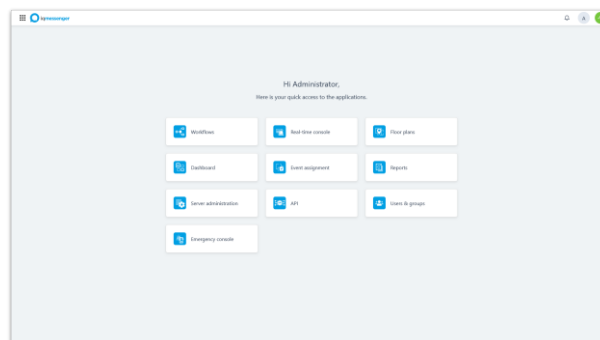 iqmessenger
A
Hi Administrator,
Here is your quick access to the applications.
Workflows
Real-time console
Floor plans
Dashboard
Event assignment
Reports
Server administration
API
Users & groups
Emergency console